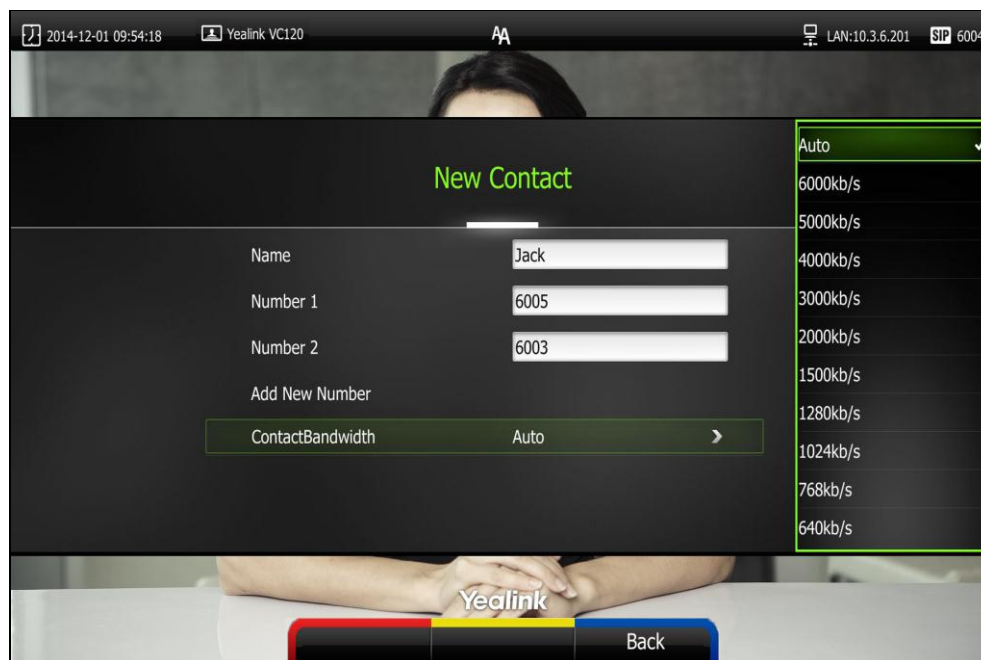 2014-12-01 09:54:18 Yealink VC120 AA LAN:10.3.6.201 SIP 6004
New Contact
Name Jack
Number 1 6005
Number 2 6003
Add New Number
ContactBandwidth Auto
Auto
6000kb/s
5000kb/s
4000kb/s
3000kb/s
2000kb/s
1500kb/s
1280kb/s
1024kb/s
768kb/s
640kb/s
Yealink
Back